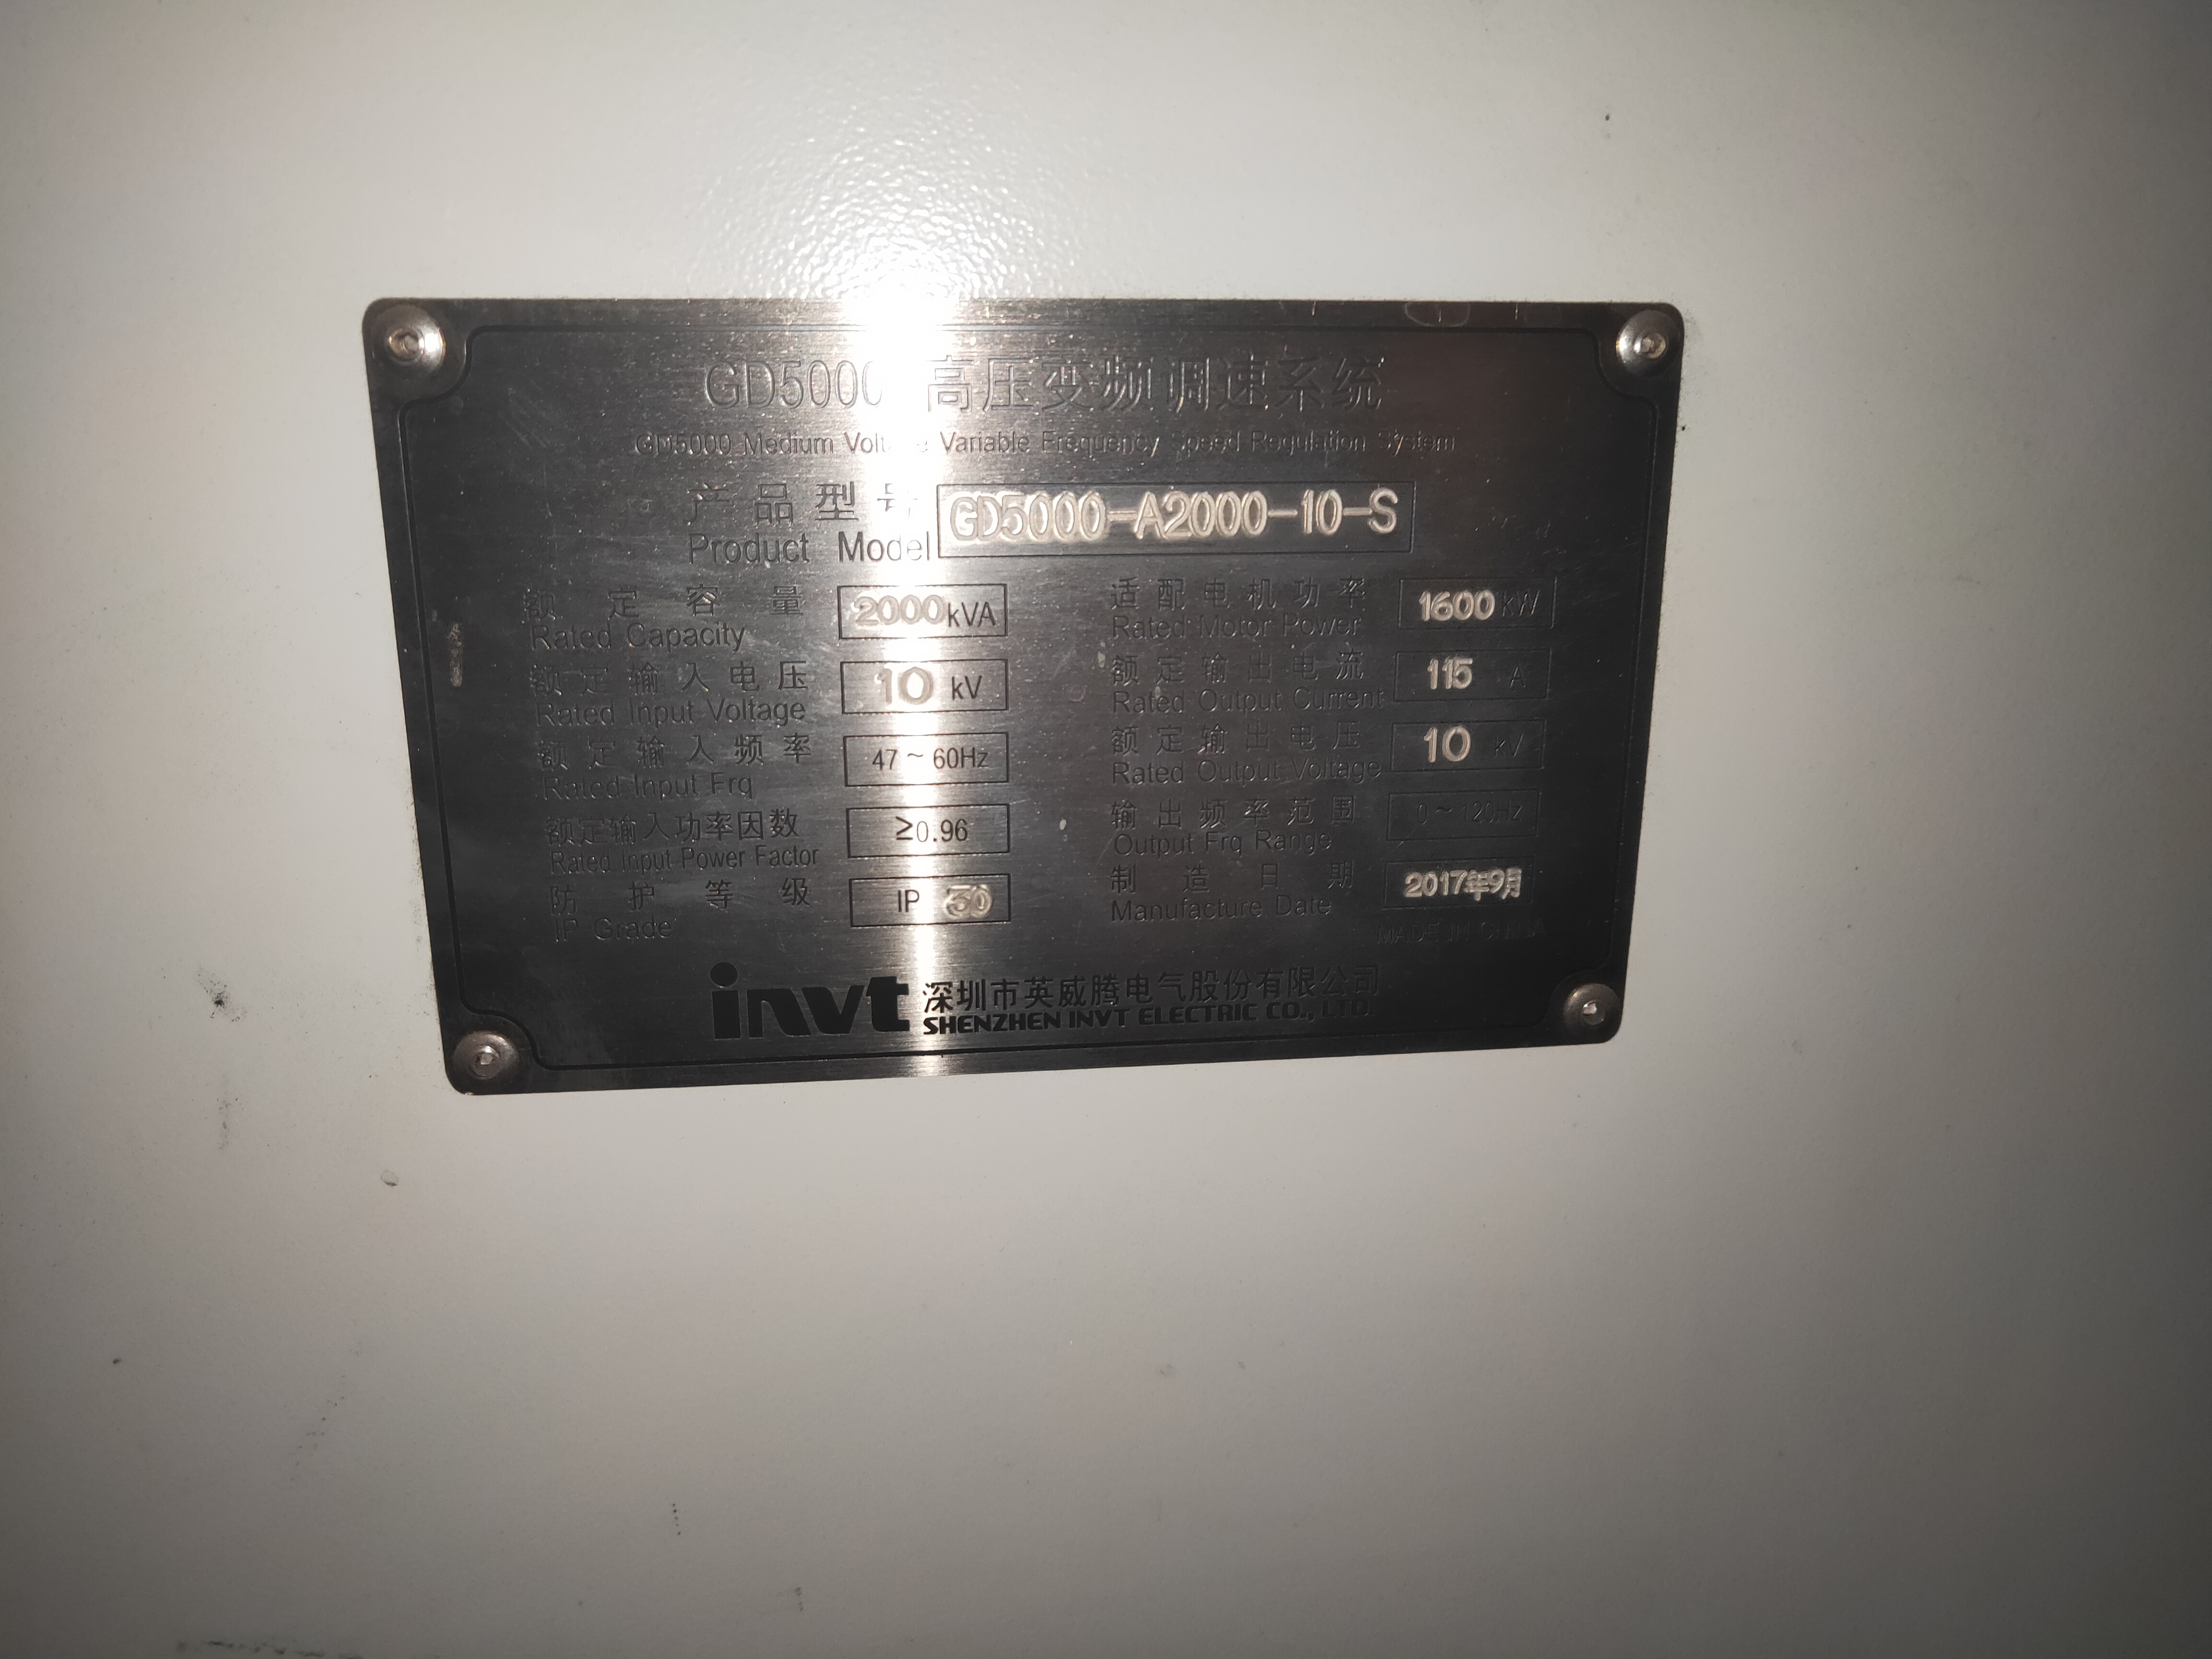 GD5000 高压变频调速系统
GD5000 Medium Voltage Variable Frequency Speed Regulation System
产品型号 GD5000-A2000-10-S
Product Model
额定容量 2000kVA 适配电机功率 1600kW
Rated Capacity Rated Motor Power
额定输入电压 10 kV 额定输出电流 115 A
Rated Input Voltage Rated Output Current
额定输入频率 47~60Hz 额定输出电压 10 kV
Rated Input Frq Rated Output Voltage
额定输入功率因数 ≥0.96 输出频率范围 0~120Hz
Rated Input Power Factor Output Frq Range
防护等级 IP 30 制造日期 2017年9月
IP Grade Manufacture Date
MADE IN CHINA
invt 深圳市英威腾电气股份有限公司
SHENZHEN INVT ELECTRIC CO., LTD.